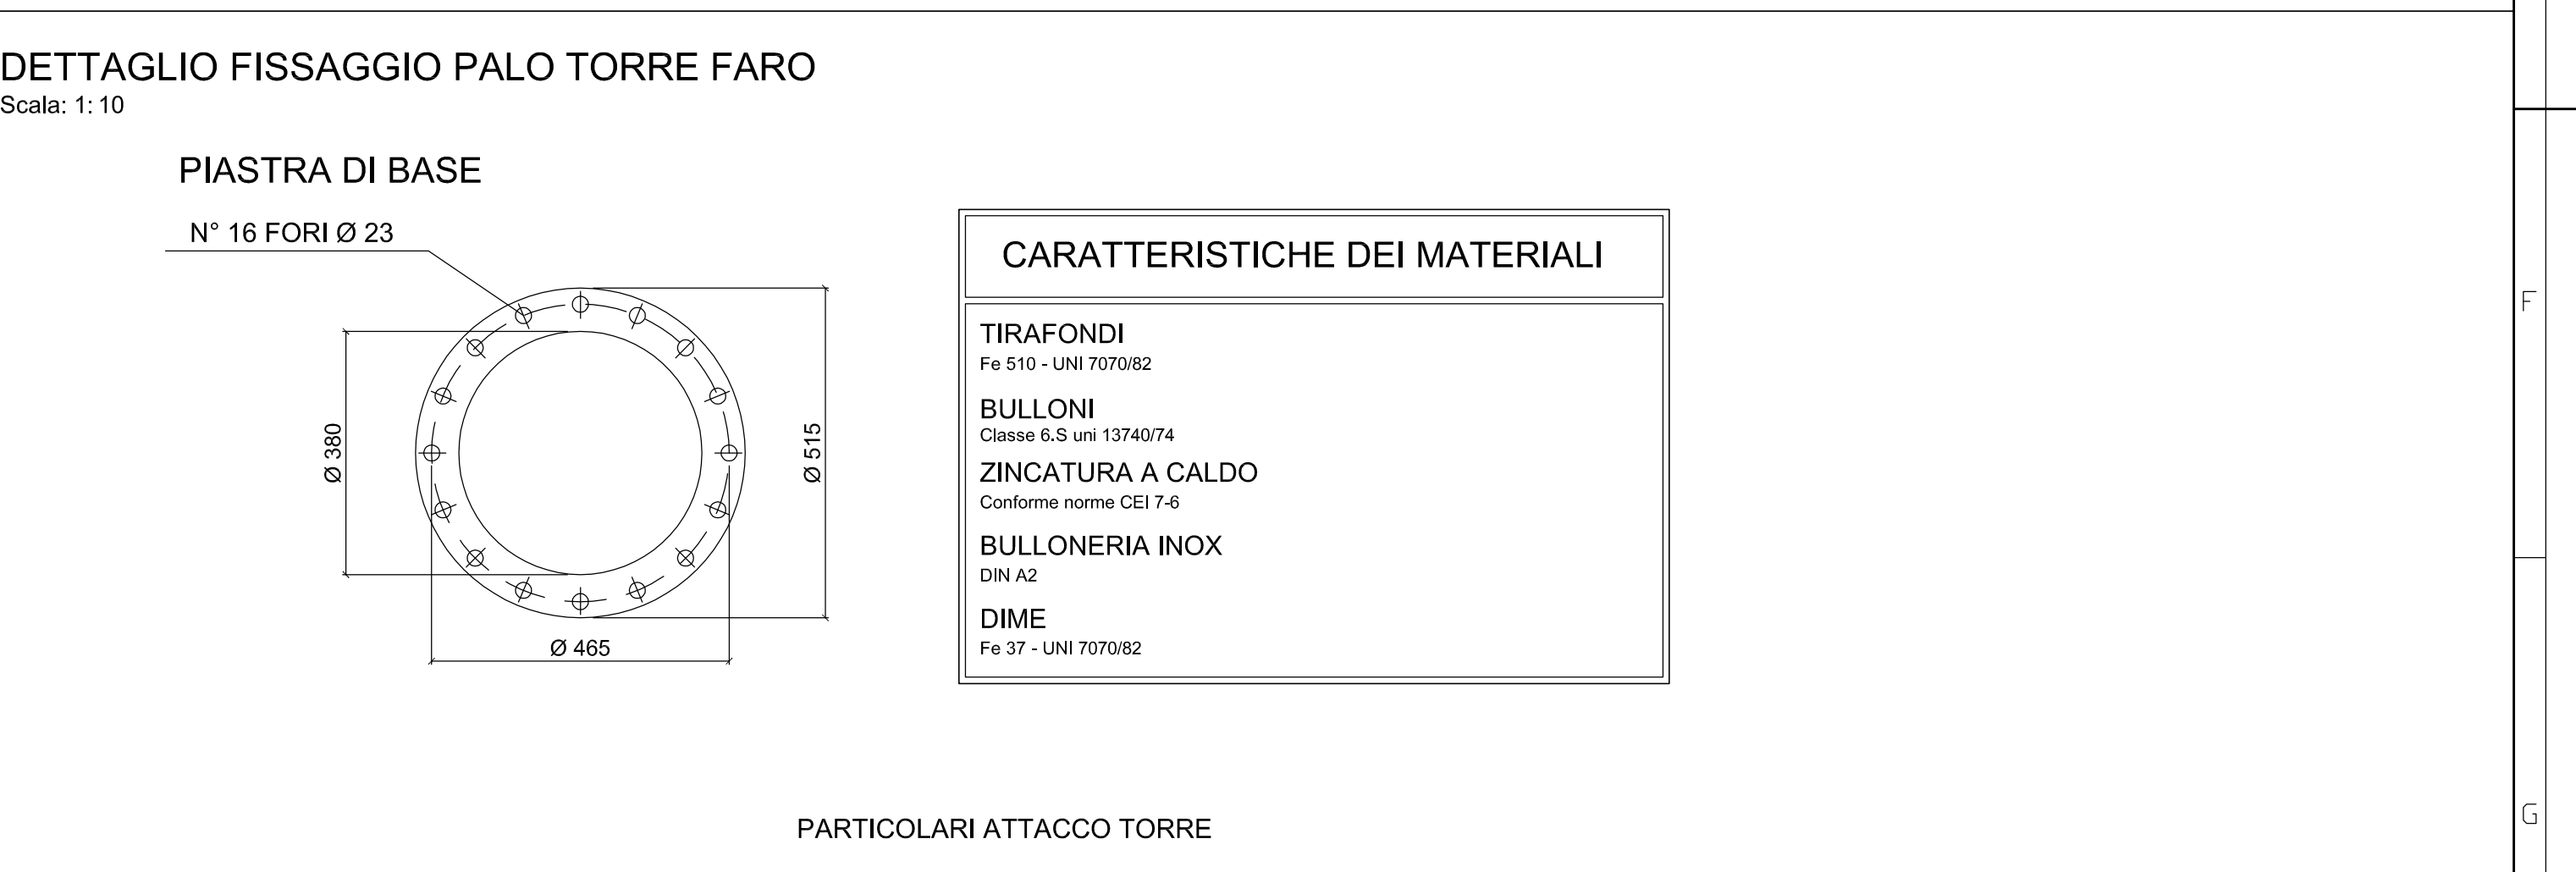 DETTAGLIO FISSAGGIO PALO TORRE FARO
Scala: 1: 10
PIASTRA DI BASE
N° 16 FORI Ø 23
Ø 380
Ø 515
Ø 465
CARATTERISTICHE DEI MATERIALI
TIRAFONDI
Fe 510 - UNI 7070/82
BULLONI
Classe 6.S uni 13740/74
ZINCATURA A CALDO
Conforme norme CEI 7-6
BULLONERIA INOX
DIN A2
DIME
Fe 37 - UNI 7070/82
PARTICOLARI ATTACCO TORRE
F
G